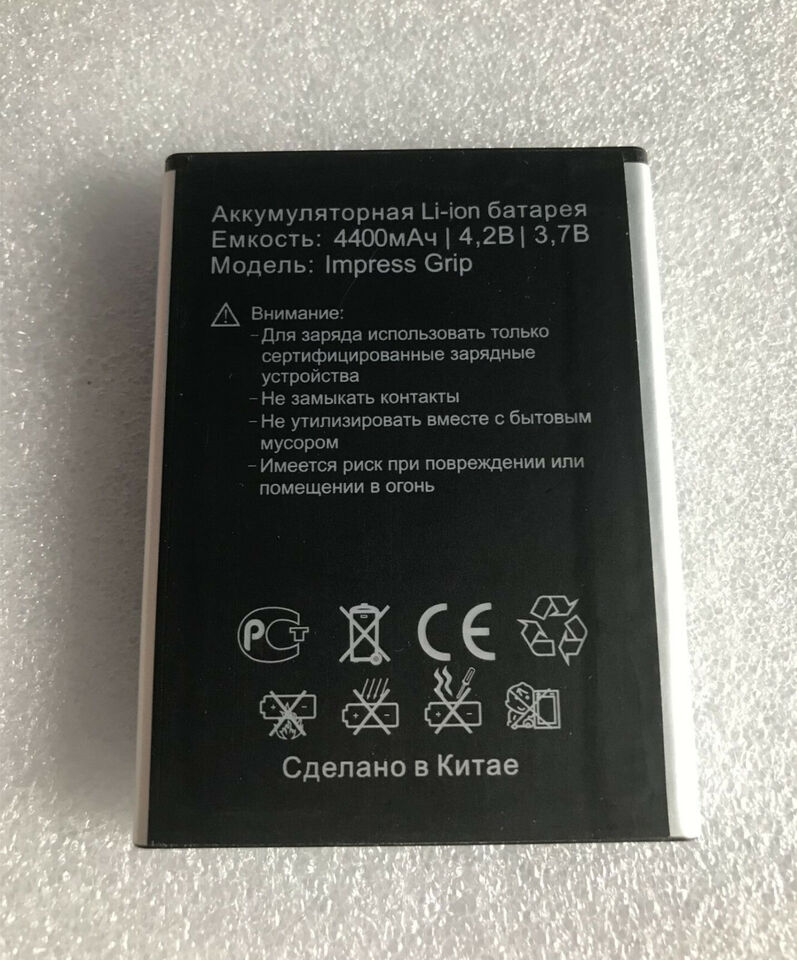 Аккумуляторная Li-ion батарея
Емкость: 4400мАч | 4,2В | 3,7В
Модель: Impress Grip
Внимание:
-Для заряда использовать только
сертифицированные зарядные
устройства
-Не замыкать контакты
-Не утилизировать вместе с бытовым
мусором
-Имеется риск при повреждении или
помещении в огонь
РСТ CE
Сделано в Китае